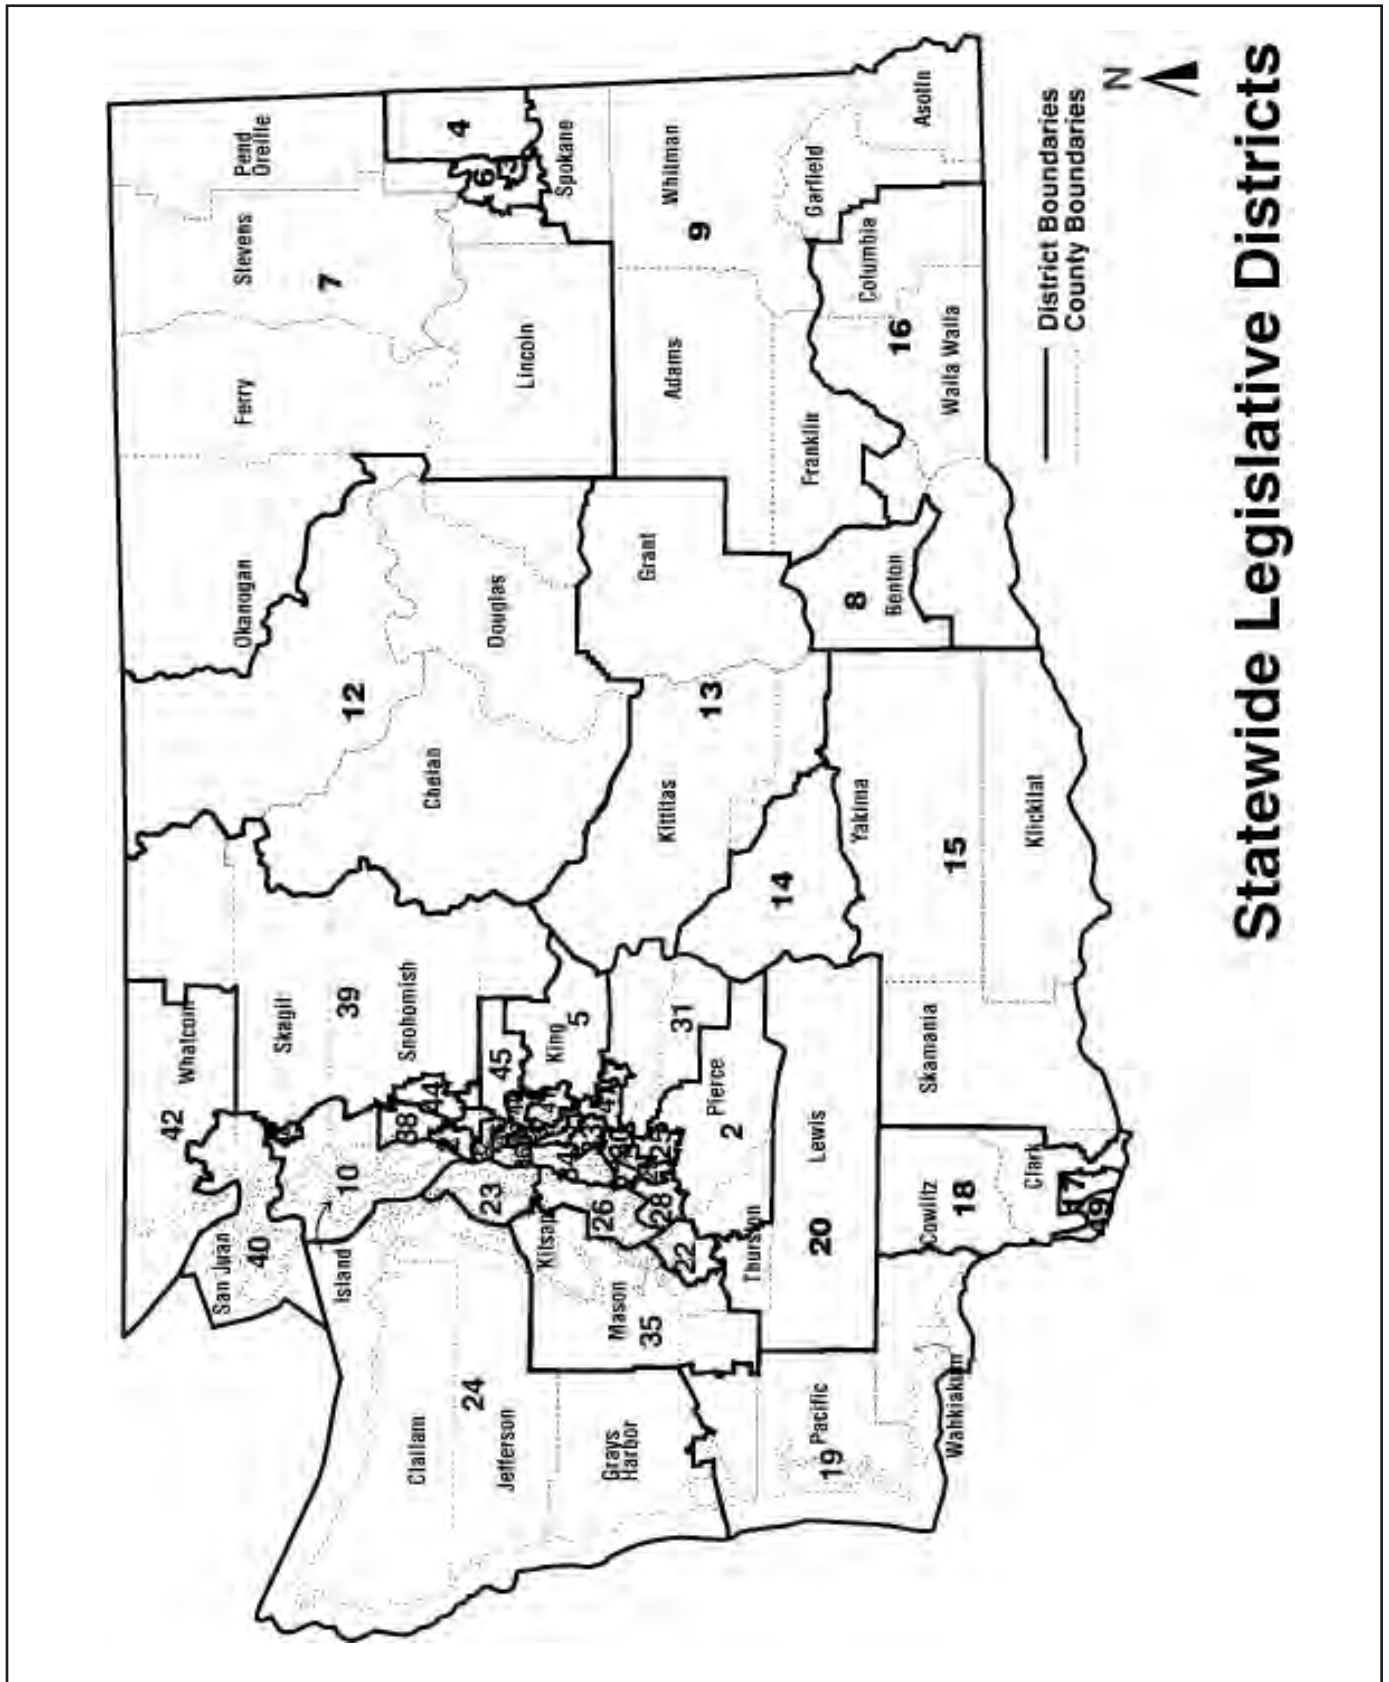 Whatcom
42
San Juan
40
Skagit
Island
10
39
Snohomish
38
44
Clallam
24
Jefferson
Kitsap
23
45
King
5
Grays
Harbor
Mason
35
26
28
22
31
Pierce
2
Thurston
Pacific
19
Lewis
20
Wahkiakum
Cowlitz
18
Clark
17
49
Skamania
Okanogan
12
Chelan
Douglas
Kittitas
13
Grant
14
Yakima
15
Klickitat
8
Benton
Ferry
Stevens
7
Pend
Oreille
Lincoln
4
6
3
Spokane
Adams
Whitman
9
Franklin
Garfield
Columbia
16
Walla Walla
Asotin
District Boundaries
County Boundaries
N
Statewide Legislative Districts